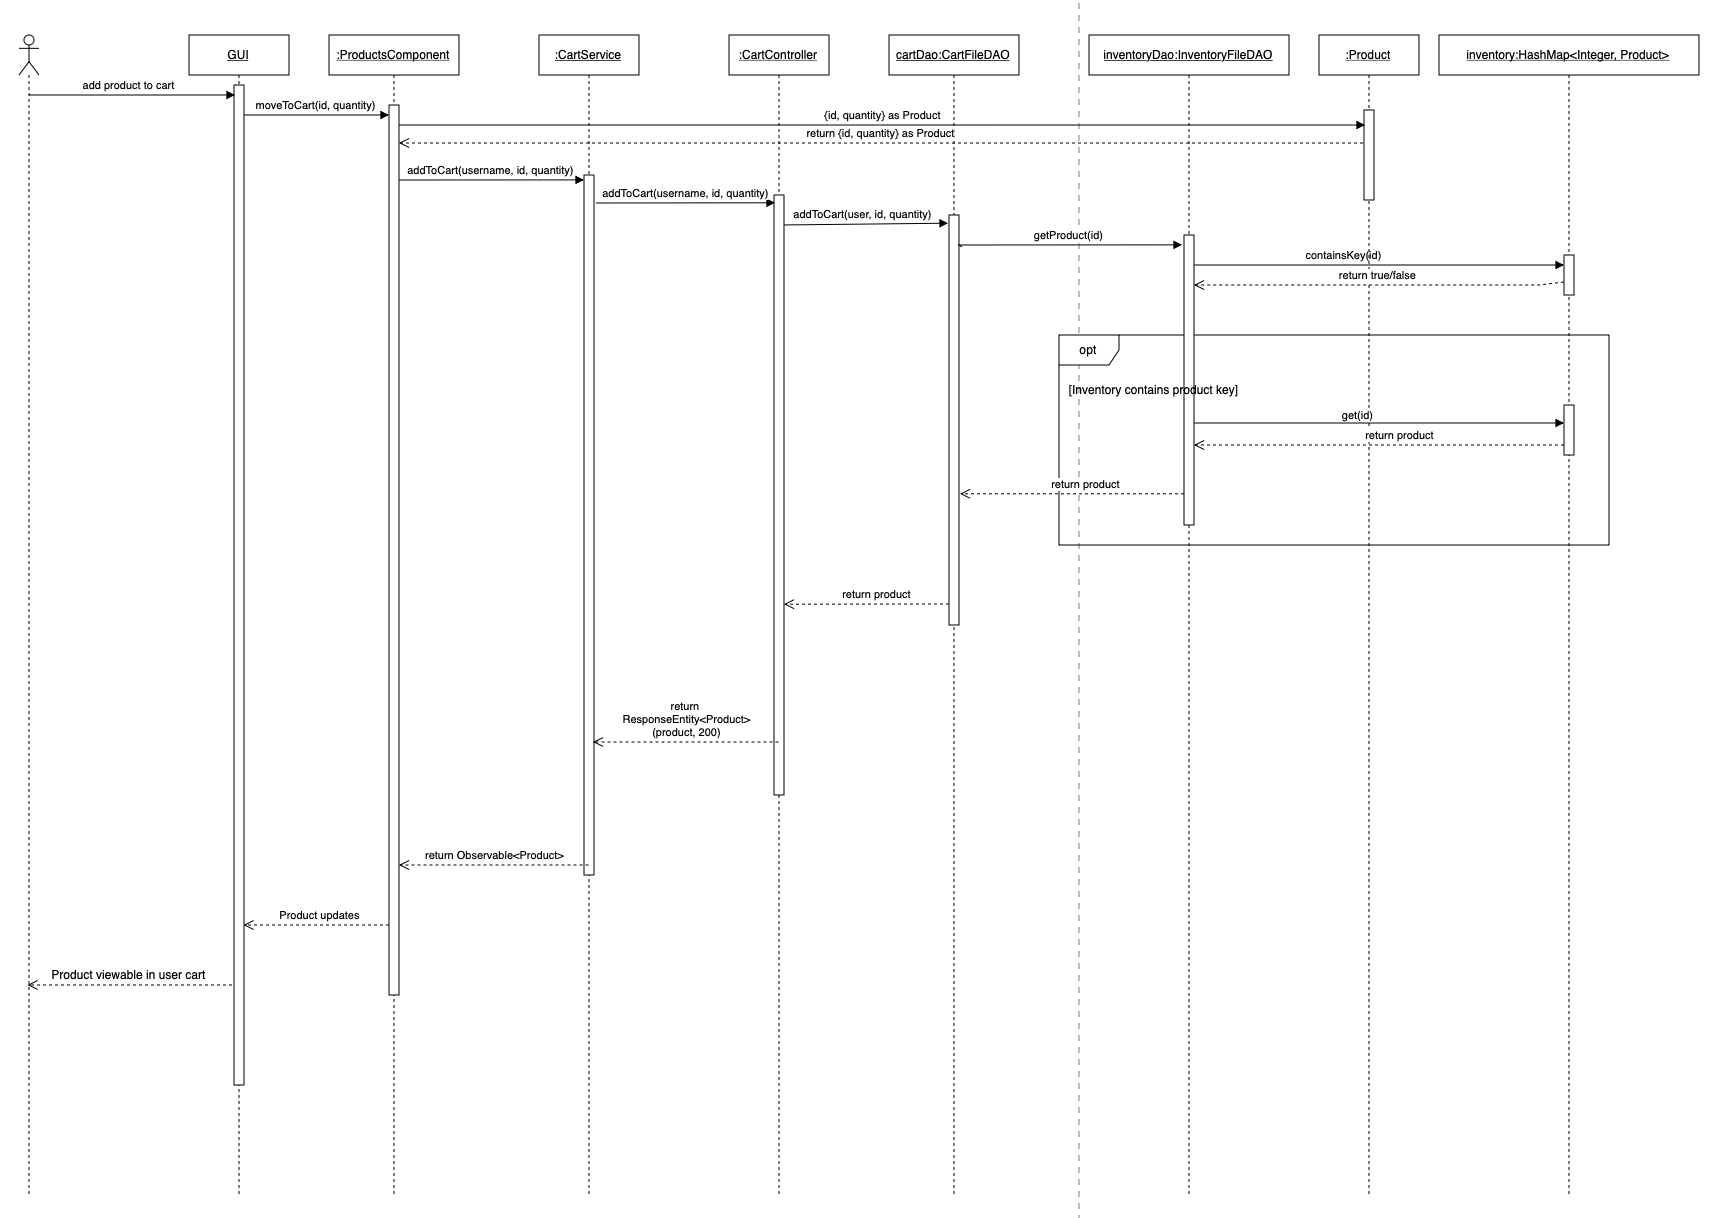 GUI
:ProductsComponent
:CartService
:CartController
cartDao:CartFileDAO
inventoryDao:InventoryFileDAO
:Product
inventory:HashMap<Integer, Product>
add product to cart
moveToCart(id, quantity)
{id, quantity} as Product
return {id, quantity} as Product
addToCart(username, id, quantity)
addToCart(username, id, quantity)
addToCart(user, id, quantity)
getProduct(id)
containsKey(id)
return true/false
opt
[Inventory contains product key]
get(id)
return product
return product
return product
return
ResponseEntity<Product>
(product, 200)
return Observable<Product>
Product updates
Product viewable in user cart